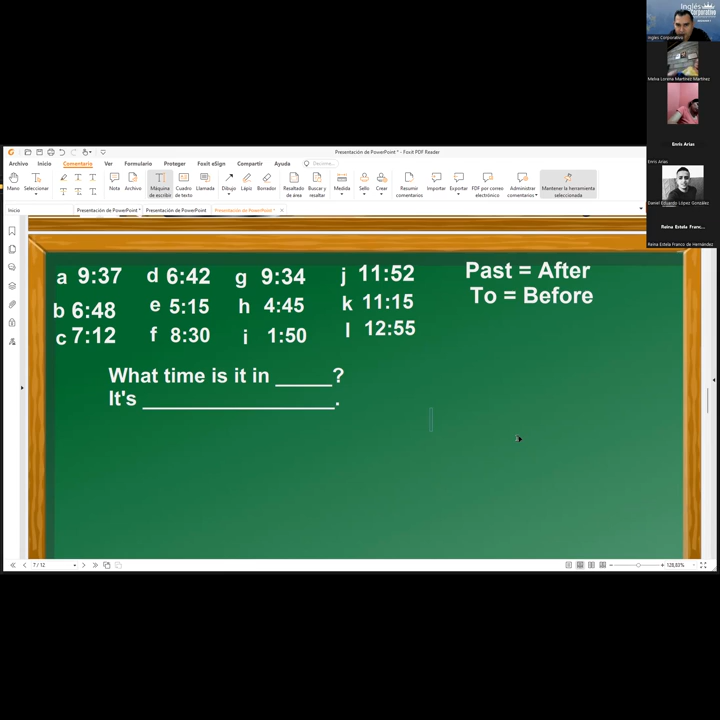 Inglés
Corporativo
Inglés Corporativo
Melva Lorena Martínez Martínez
Enris Arias
Enris Arias
Daniel Eduardo López González
Reina Estela Franc...
Reina Estela Franco de Hernández
Presentación de PowerPoint * - Foxit PDF Reader
Archivo Inicio Comentario Ver Formulario Proteger Foxit eSign Compartir Ayuda
Mano Seleccionar Nota Archivo Máquina de escribir Cuadro de texto Llamada Dibujo Lápiz Borrador Resaltado de área Buscar y resaltar Medida Sello Crear Resumir comentarios Importar Exportar PDF por correo electrónico Administrar comentarios Mantener la herramienta seleccionada
Inicio Presentación de PowerPoint * Presentación de PowerPoint Presentación de PowerPoint *
a 9:37 d 6:42 g 9:34 j 11:52 Past = After
b 6:48 e 5:15 h 4:45 k 11:15 To = Before
c 7:12 f 8:30 i 1:50 l 12:55
What time is it in _____?
It's _________________.
7 / 12 128,83%